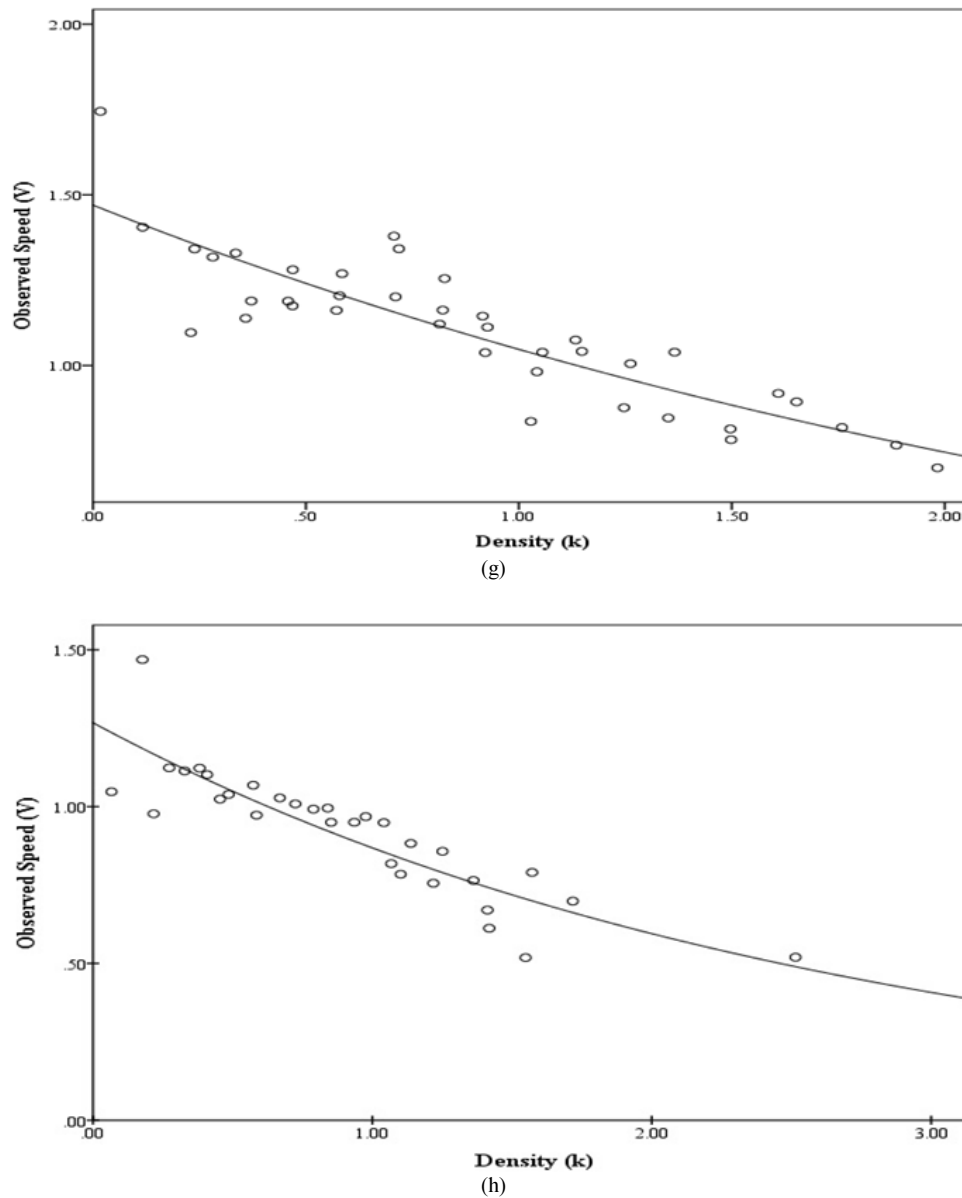 2.00
1.50
1.00
Observed Speed (V)
.00 .50 1.00 1.50 2.00
Density (k)
(g)
1.50
1.00
.50
.00
Observed Speed (V)
.00 1.00 2.00 3.00
Density (k)
(h)